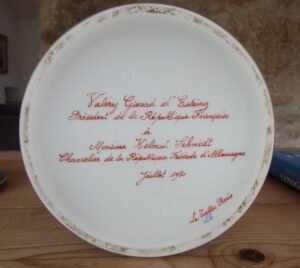 Valéry Giscard d'Estaing
Président de la République Française
à
Monsieur Helmut Schmidt
Chancelier de la République Fédérale d'Allemagne
Juillet 1980
Le Tallec Paris